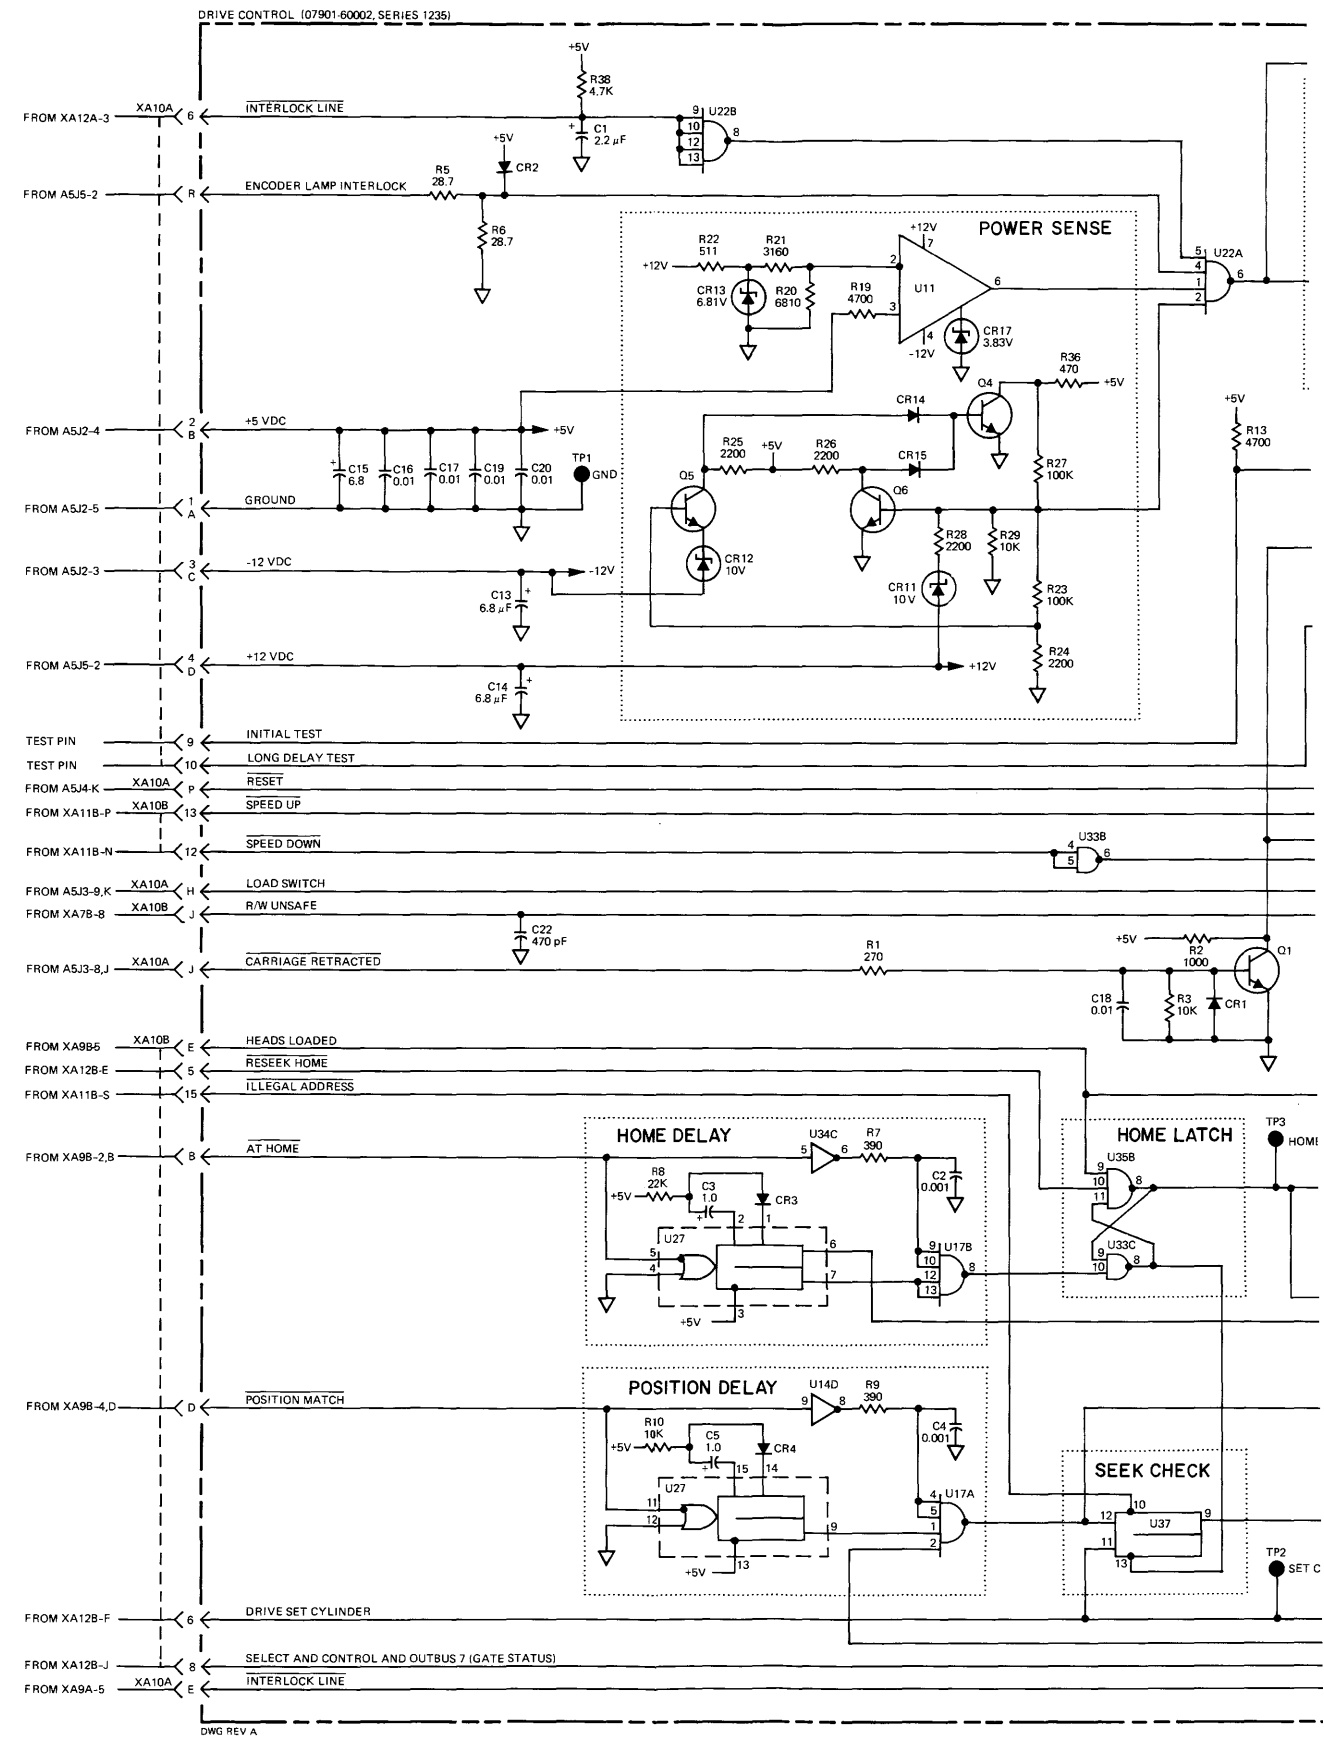 DRIVE CONTROL (07901-60002, SERIES 1235)
+5V
R38
4.7K
FROM XA12A-3
XA10A
6
INTERLOCK LINE
+
C1
2.2 µF
9
10
12
13
U22B
8
+5V
CR2
FROM A5J5-2
R
ENCODER LAMP INTERLOCK
R5
28.7
R6
28.7
POWER SENSE
+12V
R22
511
R21
3160
+12V
7
2
U11
6
CR13
6.81V
R20
6810
R19
4700
3
4
-12V
CR17
3.83V
5
4
1
2
U22A
6
R36
470
+5V
Q4
CR14
+5V
R13
4700
FROM A5J2-4
2
B
+5 VDC
+5V
+
C15
6.8
C16
0.01
C17
0.01
C19
0.01
C20
0.01
TP1
GND
R25
2200
+5V
R26
2200
CR15
Q5
Q6
R27
100K
FROM A5J2-5
1
A
GROUND
R28
2200
R29
10K
CR12
10V
CR11
10V
R23
100K
FROM A5J2-3
3
C
-12 VDC
-12V
C13
6.8 µF
+
FROM A5J5-2
4
D
+12 VDC
+12V
R24
2200
C14
6.8 µF
+
TEST PIN
9
INITIAL TEST
TEST PIN
10
LONG DELAY TEST
FROM A5J4-K
XA10A
P
RESET
FROM XA11B-P
XA10B
13
SPEED UP
FROM XA11B-N
12
SPEED DOWN
4
5
U33B
6
FROM A5J3-9,K
XA10A
H
LOAD SWITCH
FROM XA7B-8
XA10B
J
R/W UNSAFE
C22
470 pF
+5V
R2
1000
Q1
FROM A5J3-8,J
XA10A
J
CARRIAGE RETRACTED
R1
270
C18
0.01
R3
10K
CR1
FROM XA9B-5
XA10B
E
HEADS LOADED
FROM XA12B-E
5
RESEEK HOME
FROM XA11B-S
15
ILLEGAL ADDRESS
HOME DELAY
FROM XA9B-2,B
B
AT HOME
5
U34C
6
R7
390
C2
0.001
R8
22K
+5V
C3
1.0
+
CR3
2
1
U27
5
4
6
7
3
+5V
9
10
12
13
U17B
8
HOME LATCH
U35B
9
10
11
8
U33C
9
10
8
TP3
HOME
POSITION DELAY
FROM XA9B-4,D
D
POSITION MATCH
9
U14D
8
R9
390
C4
0.001
R10
10K
+5V
C5
1.0
+
CR4
15
14
U27
11
12
9
13
+5V
4
5
1
2
U17A
SEEK CHECK
10
12
U37
9
11
13
TP2
SET C
FROM XA12B-F
6
DRIVE SET CYLINDER
FROM XA12B-J
8
SELECT AND CONTROL AND OUTBUS 7 (GATE STATUS)
FROM XA9A-5
XA10A
E
INTERLOCK LINE
DWG REV A